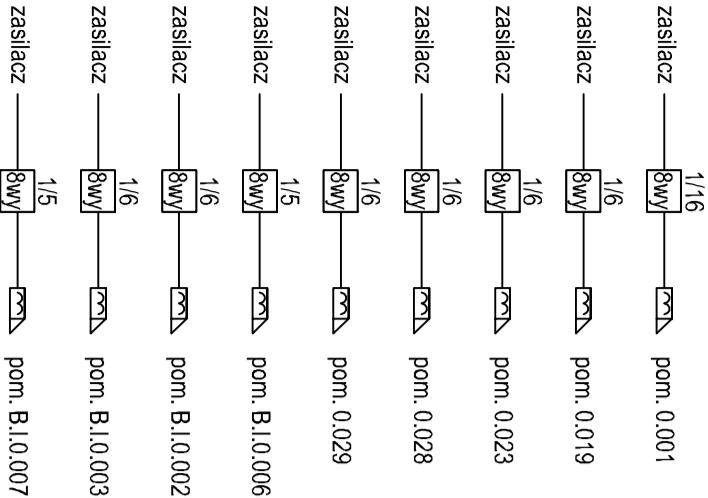 1/16
zasilacz 8wy pom. 0.001
1/6
zasilacz 8wy pom. 0.019
1/6
zasilacz 8wy pom. 0.023
1/6
zasilacz 8wy pom. 0.028
1/6
zasilacz 8wy pom. 0.029
1/5
zasilacz 8wy pom. B.I.0.006
1/6
zasilacz 8wy pom. B.I.0.002
1/6
zasilacz 8wy pom. B.I.0.003
1/5
zasilacz 8wy pom. B.I.0.007